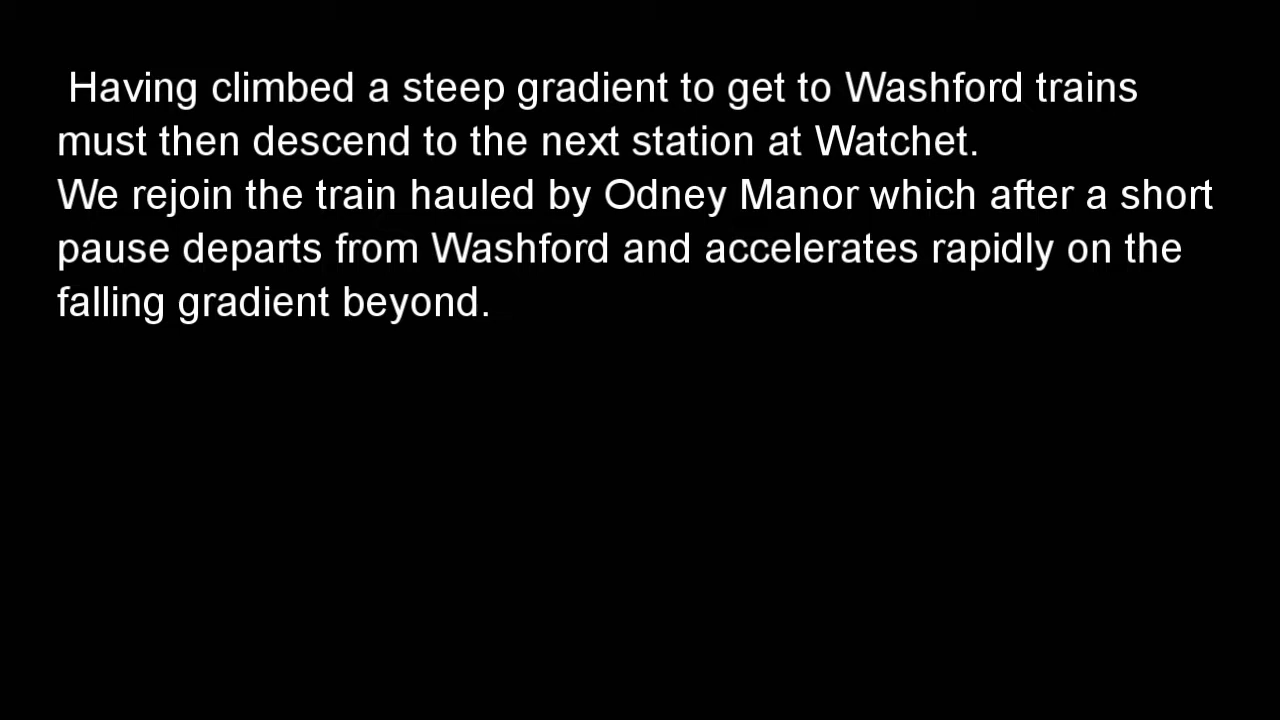 Having climbed a steep gradient to get to Washford trains
must then descend to the next station at Watchet.
We rejoin the train hauled by Odney Manor which after a short
pause departs from Washford and accelerates rapidly on the
falling gradient beyond.